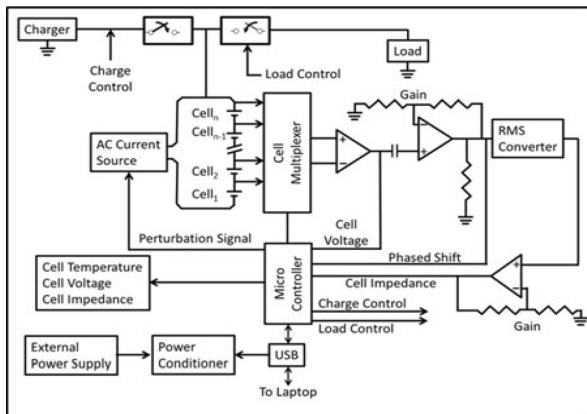 Charger
Charge
Control
Load Control
Load
Gain
Cellₙ
Cellₙ₋₁
Cell₂
Cell₁
AC Current
Source
Cell
Multiplexer
RMS
Converter
Perturbation Signal
Cell
Voltage
Phased Shift
Cell Impedance
Charge Control
Load Control
Gain
Micro
Controller
Cell Temperature
Cell Voltage
Cell Impedance
External
Power Supply
Power
Conditioner
USB
To Laptop